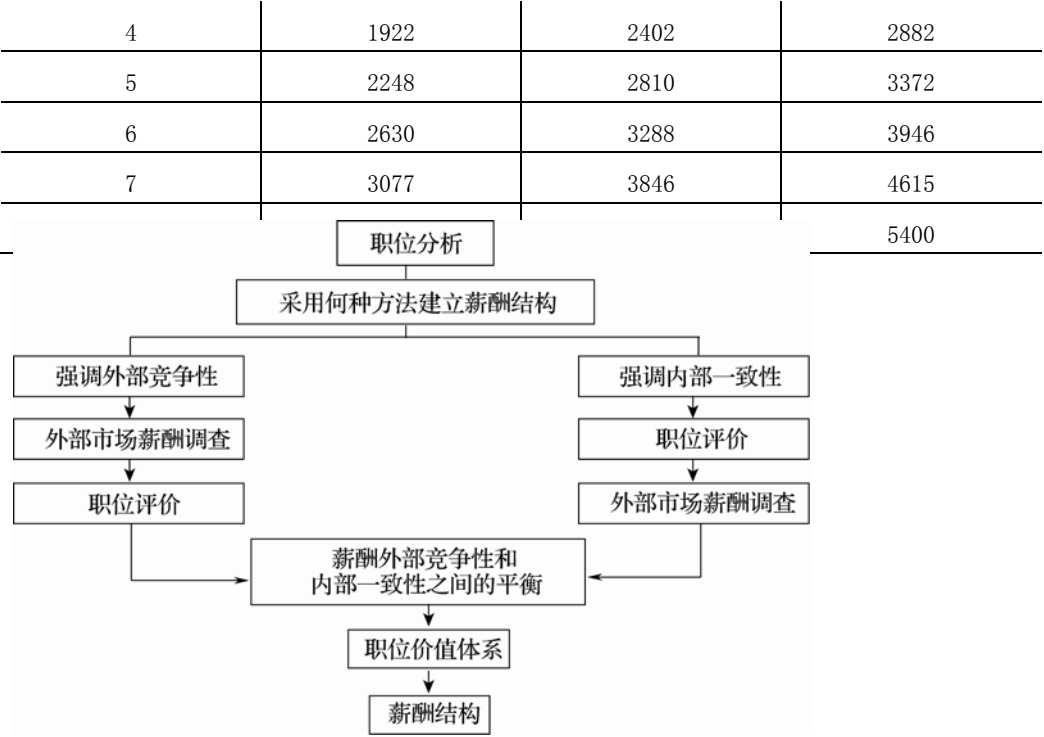 4 1922 2402 2882
5 2248 2810 3372
6 2630 3288 3946
7 3077 3846 4615
5400
职位分析
采用何种方法建立薪酬结构
强调外部竞争性 强调内部一致性
外部市场薪酬调查 职位评价
职位评价 外部市场薪酬调查
薪酬外部竞争性和
内部一致性之间的平衡
职位价值体系
薪酬结构